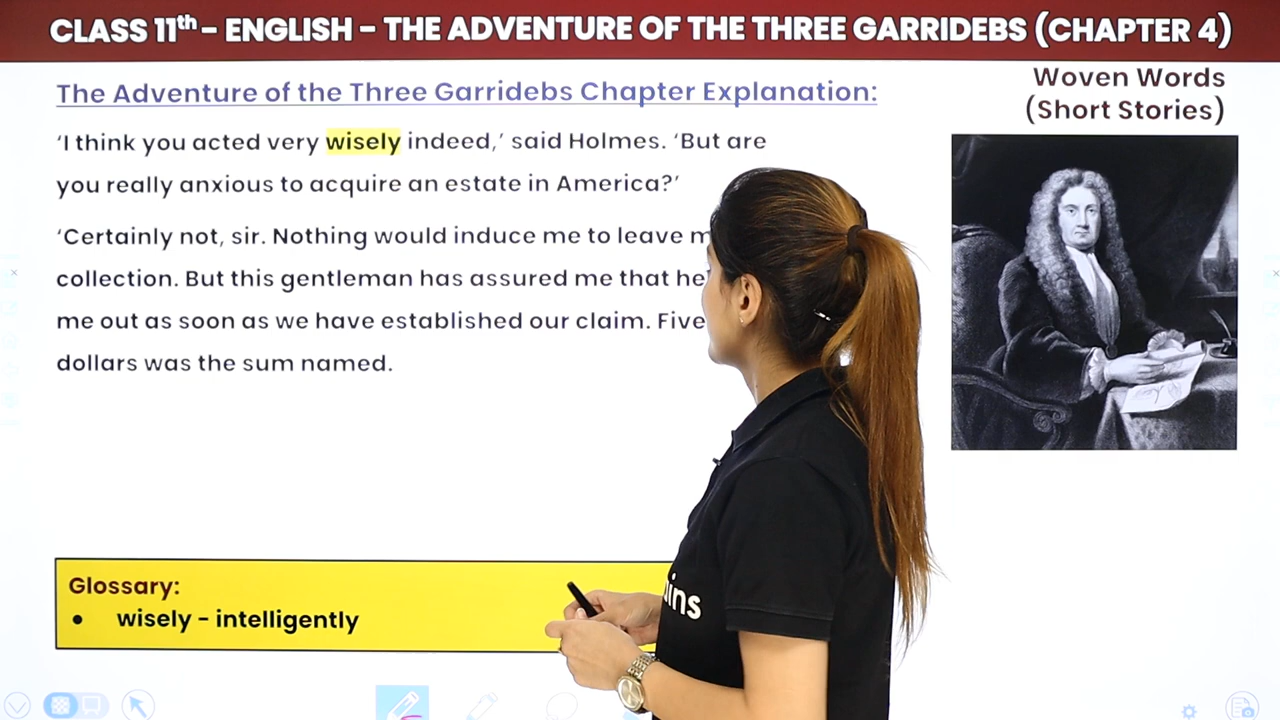 CLASS 11th - ENGLISH - THE ADVENTURE OF THE THREE GARRIDEBS (CHAPTER 4)
The Adventure of the Three Garridebs Chapter Explanation:
Woven Words
(Short Stories)
‘I think you acted very wisely indeed,’ said Holmes. ‘But are
you really anxious to acquire an estate in America?’
‘Certainly not, sir. Nothing would induce me to leave
collection. But this gentleman has assured me that he
me out as soon as we have established our claim. Five
dollars was the sum named.
Glossary:
• wisely - intelligently